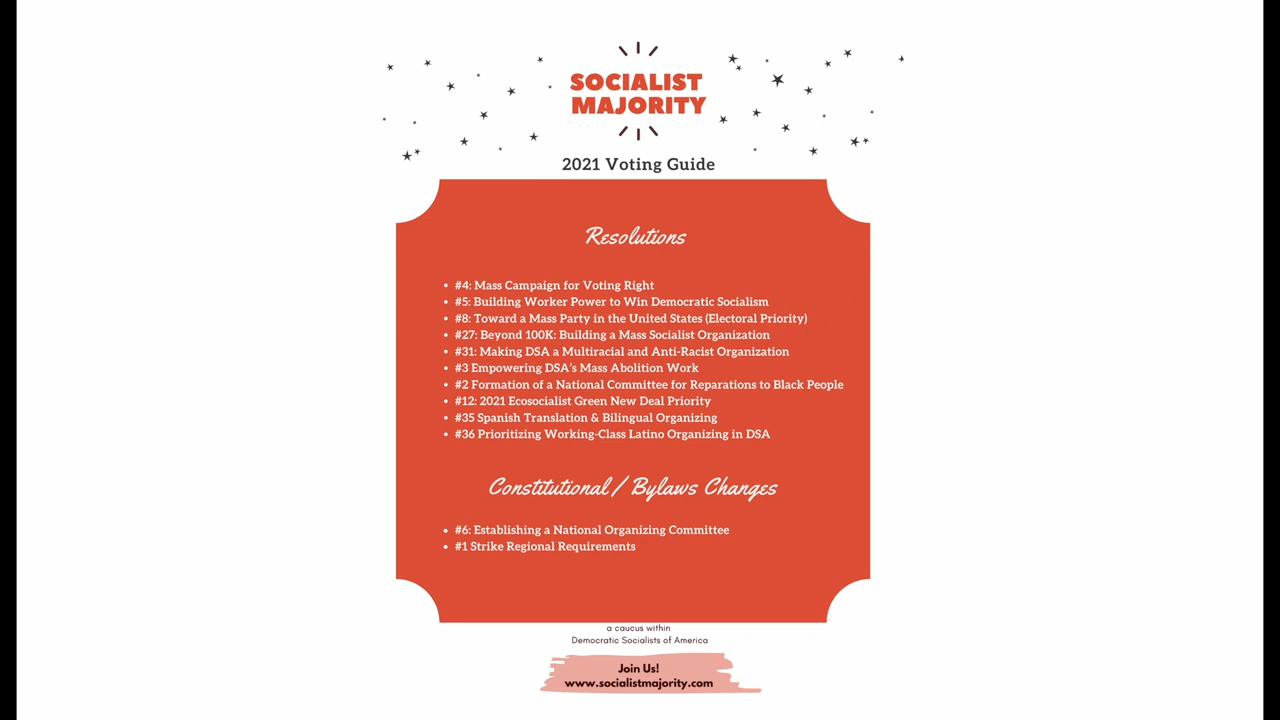 SOCIALIST
MAJORITY
2021 Voting Guide
Resolutions
• #4: Mass Campaign for Voting Right
• #5: Building Worker Power to Win Democratic Socialism
• #8: Toward a Mass Party in the United States (Electoral Priority)
• #27: Beyond 100K: Building a Mass Socialist Organization
• #31: Making DSA a Multiracial and Anti-Racist Organization
• #3 Empowering DSA's Mass Abolition Work
• #2 Formation of a National Committee for Reparations to Black People
• #12: 2021 Ecosocialist Green New Deal Priority
• #35 Spanish Translation & Bilingual Organizing
• #36 Prioritizing Working-Class Latino Organizing in DSA
Constitutional/ Bylaws Changes
• #6: Establishing a National Organizing Committee
• #1 Strike Regional Requirements
a caucus within
Democratic Socialists of America
Join Us!
www.socialistmajority.com